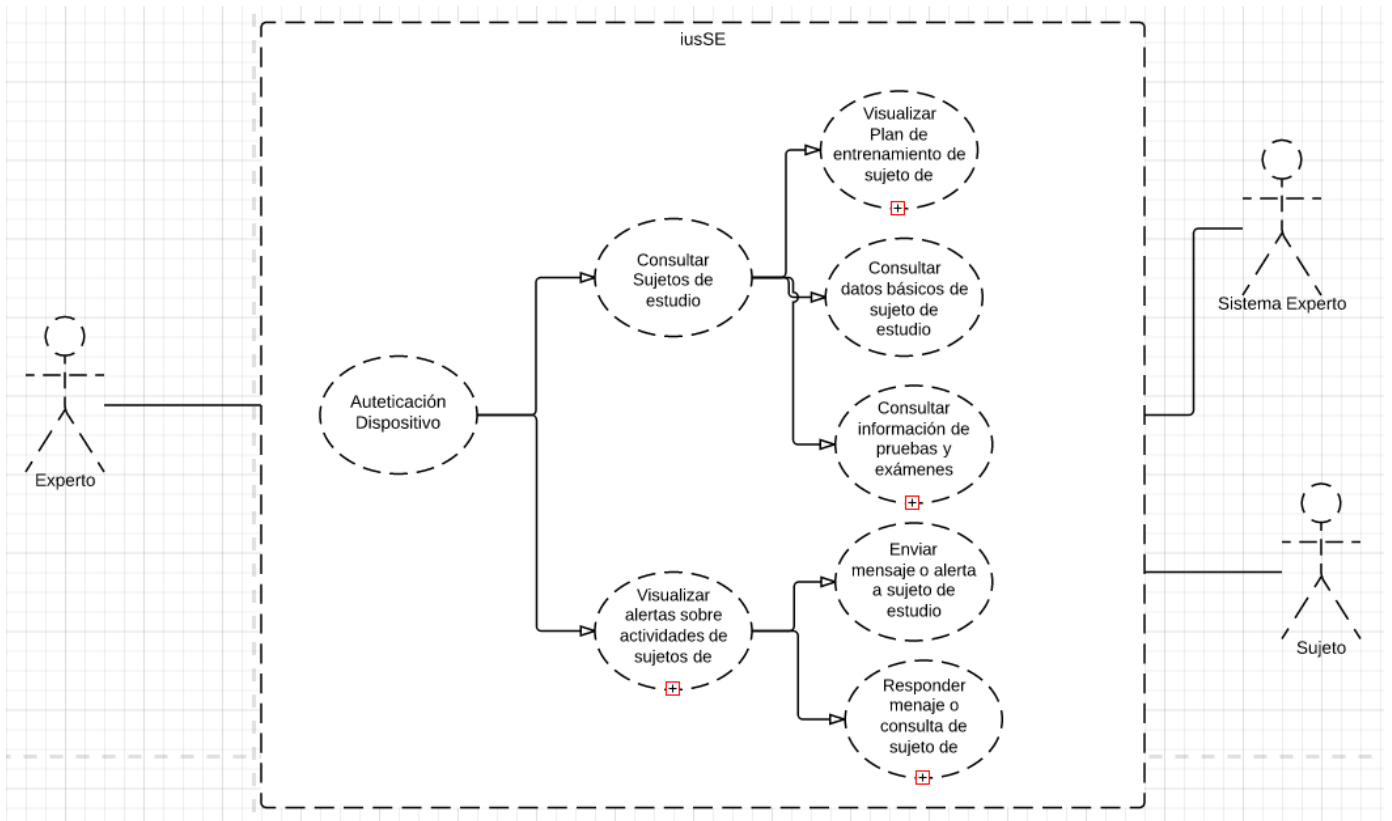 iusSE
Visualizar
Plan de
entrenamiento de
sujeto de
Consultar
Sujetos de
estudio
Consultar
datos básicos de
sujeto de
estudio
Sistema Experto
Auteticación
Dispositivo
Experto
Consultar
información de
pruebas y
exámenes
Enviar
mensaje o alerta
a sujeto de
estudio
Visualizar
alertas sobre
actividades de
sujetos de
Sujeto
Responder
menaje o
consulta de
sujeto de